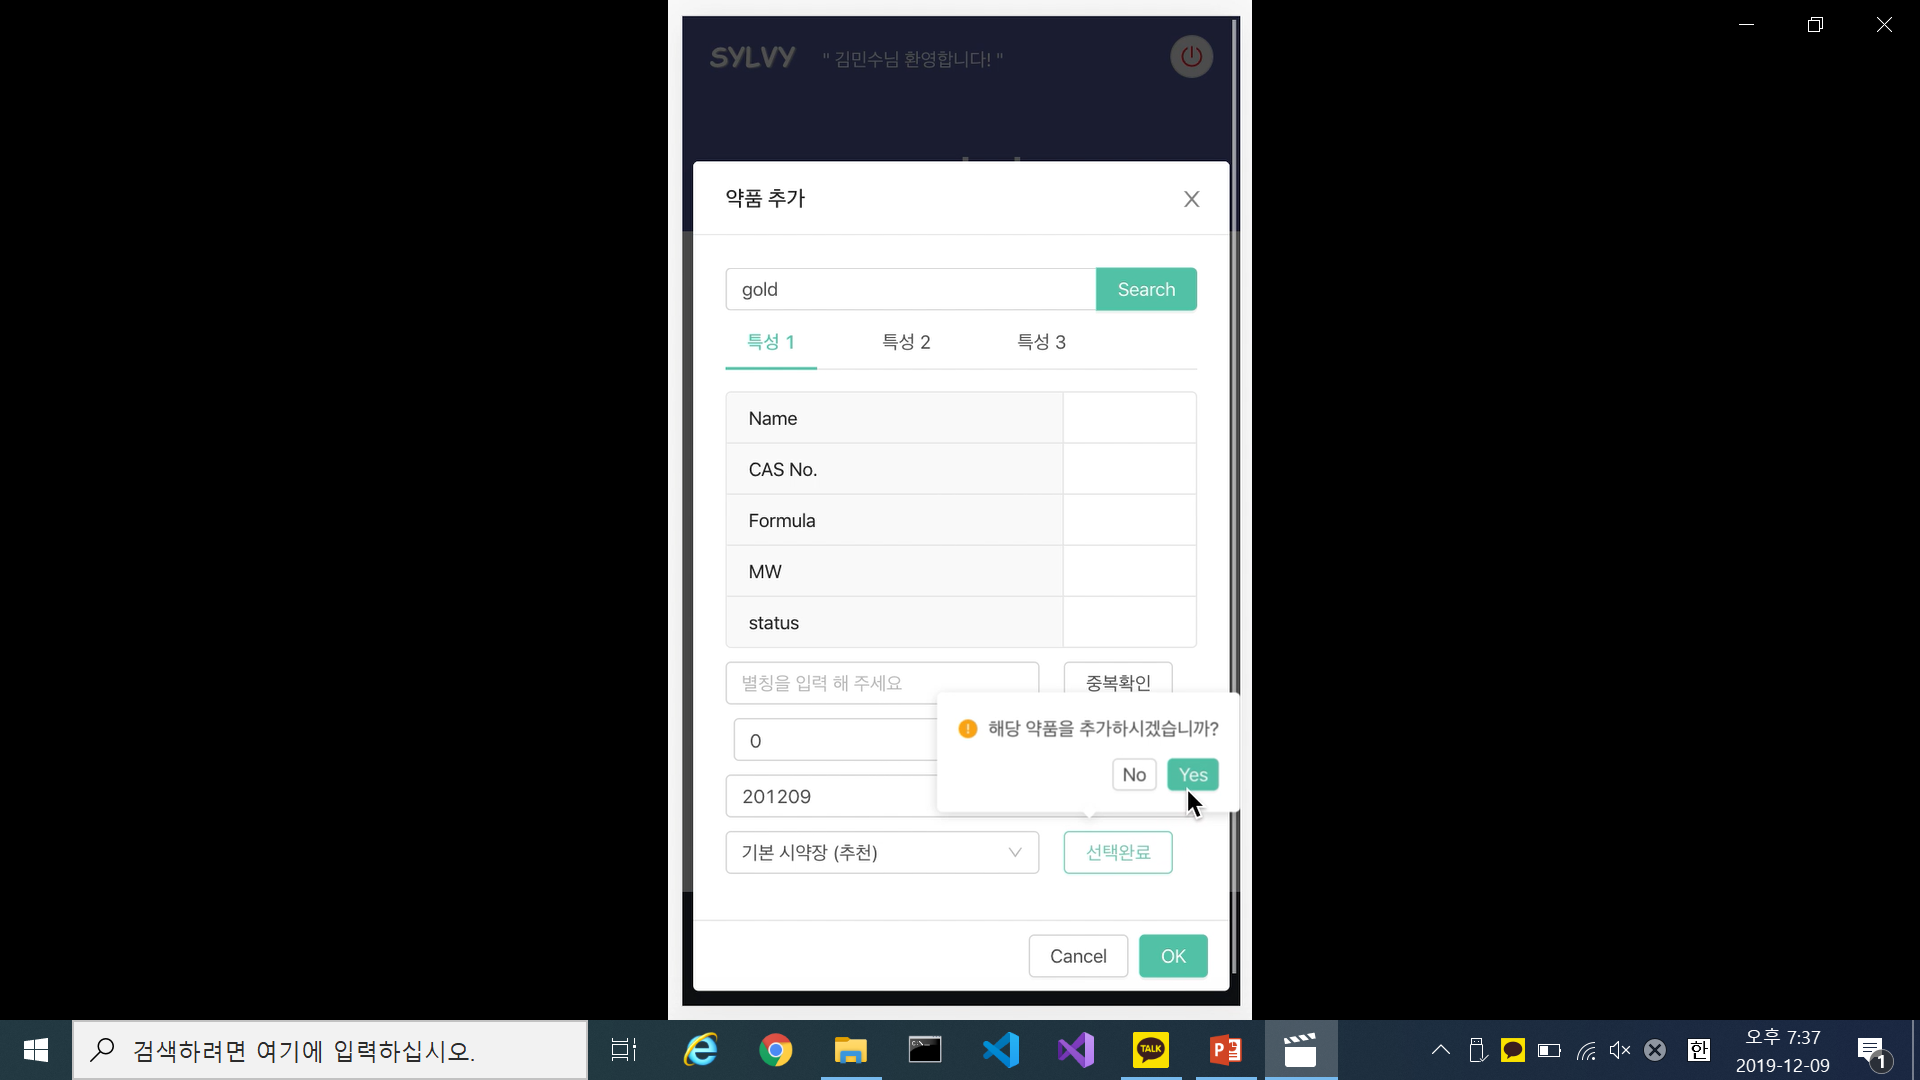 SYLVY " 김민수님 환영합니다! "
약품 추가
gold Search
특성 1 특성 2 특성 3
Name
CAS No.
Formula
MW
status
별칭을 입력 해 주세요 중복확인
해당 약품을 추가하시겠습니까?
0
No Yes
201209
기본 시약장 (추천) 선택완료
Cancel OK
검색하려면 여기에 입력하십시오.
TALK
한
오후 7:37
2019-12-09
1